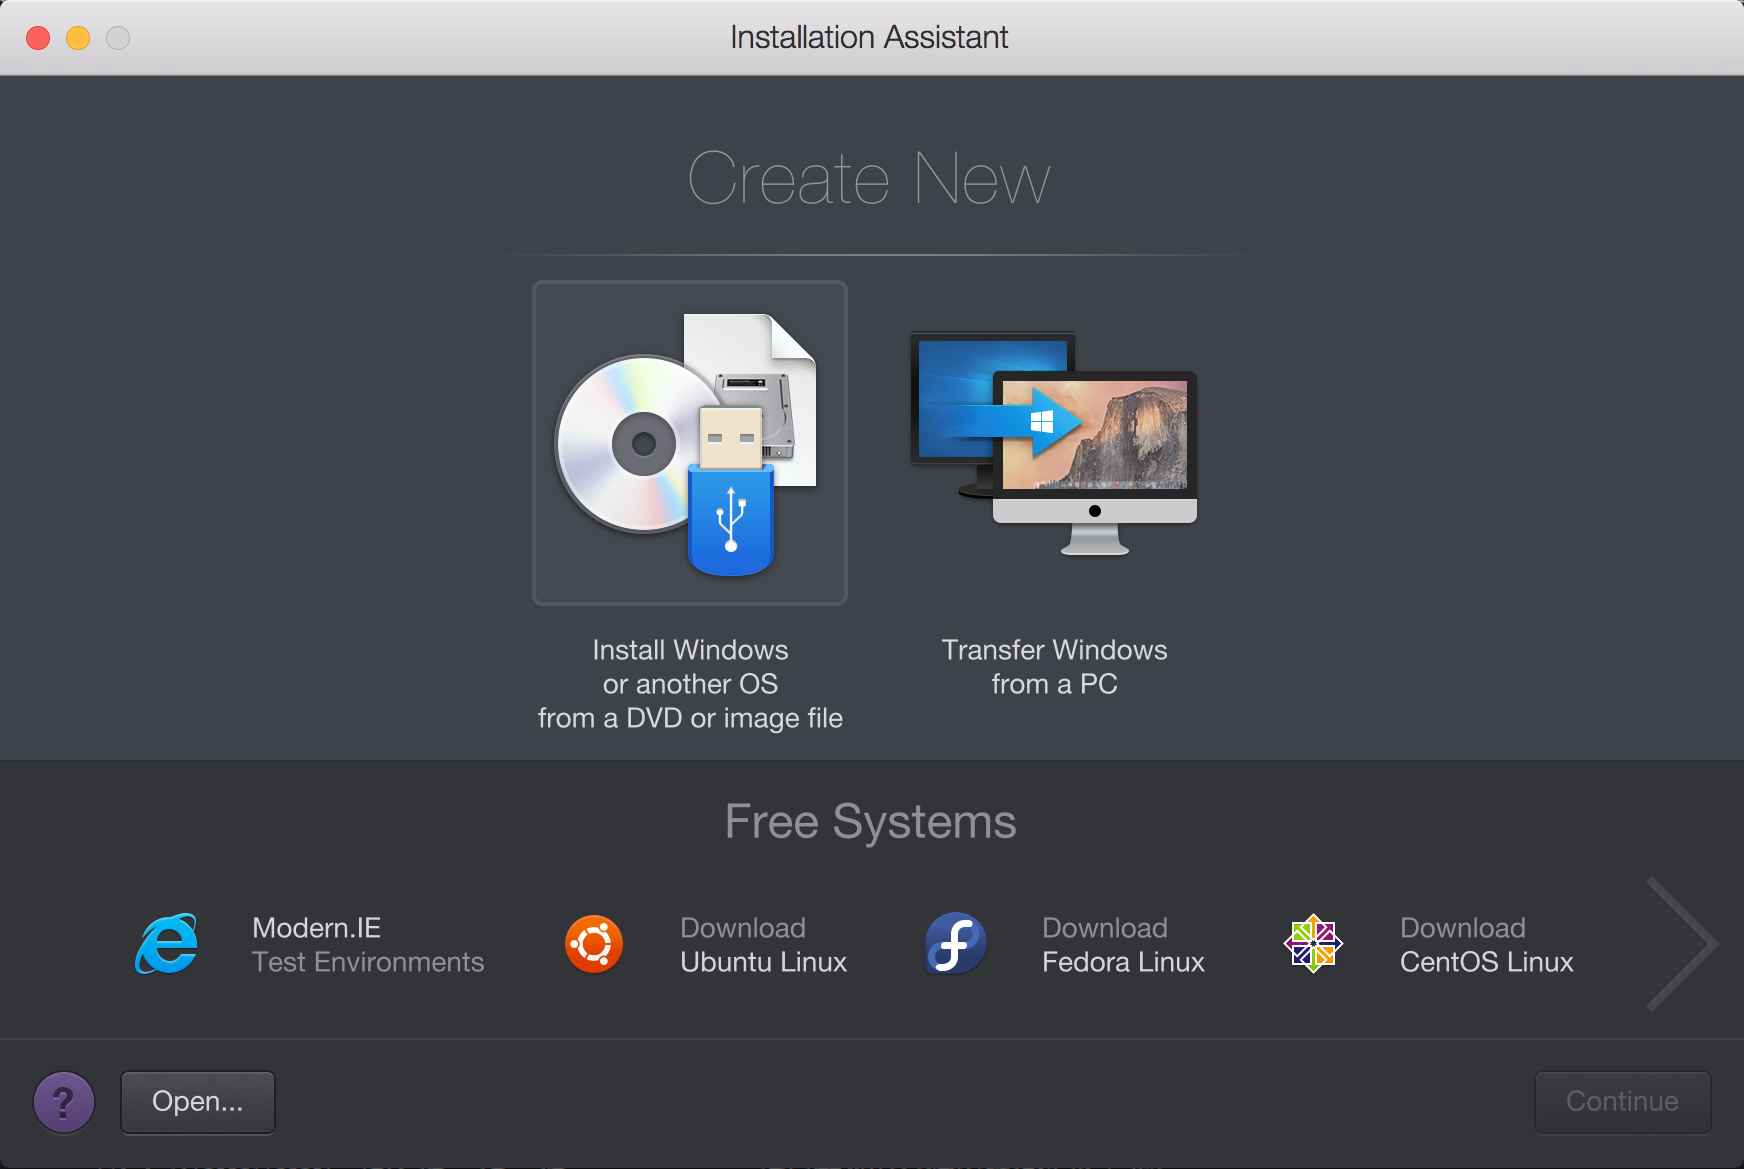 Installation Assistant
Create New
Install Windows
or another OS
from a DVD or image file
Transfer Windows
from a PC
Free Systems
Modern.IE
Test Environments
Download
Ubuntu Linux
Download
Fedora Linux
Download
CentOS Linux
?
Open...
Continue